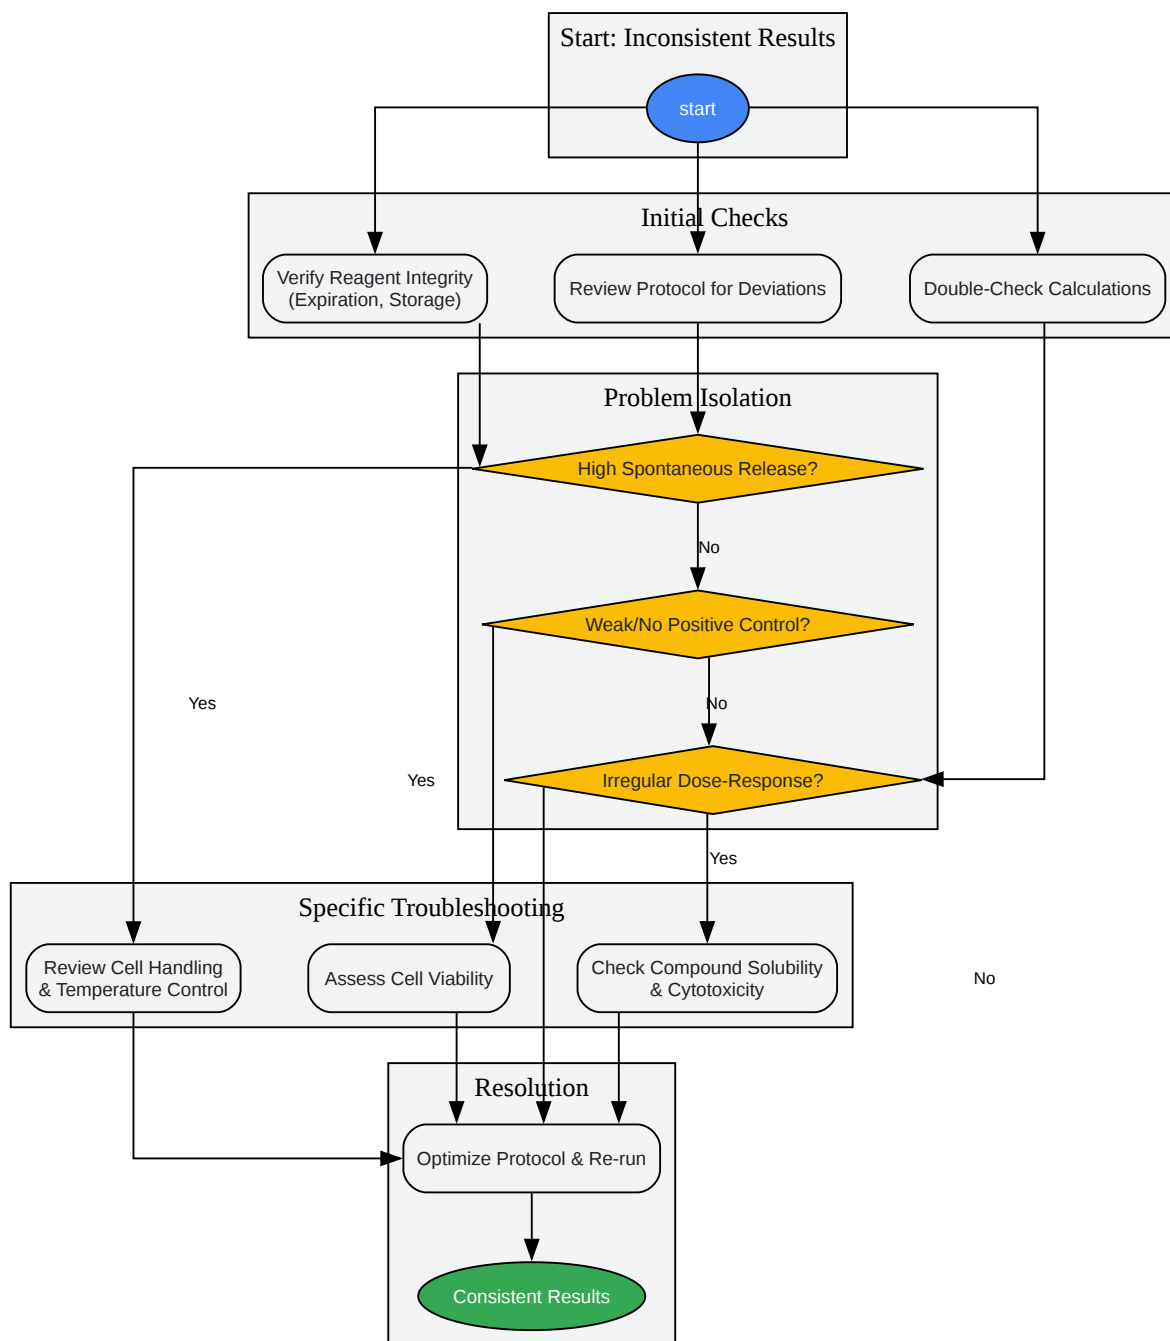 Start: Inconsistent Results
start
Initial Checks
Verify Reagent Integrity
(Expiration, Storage)
Review Protocol for Deviations
Double-Check Calculations
Problem Isolation
High Spontaneous Release?
No
Weak/No Positive Control?
Yes
No
Yes
Irregular Dose-Response?
Yes
Specific Troubleshooting
Review Cell Handling
& Temperature Control
Assess Cell Viability
Check Compound Solubility
& Cytotoxicity
No
Resolution
Optimize Protocol & Re-run
Consistent Results